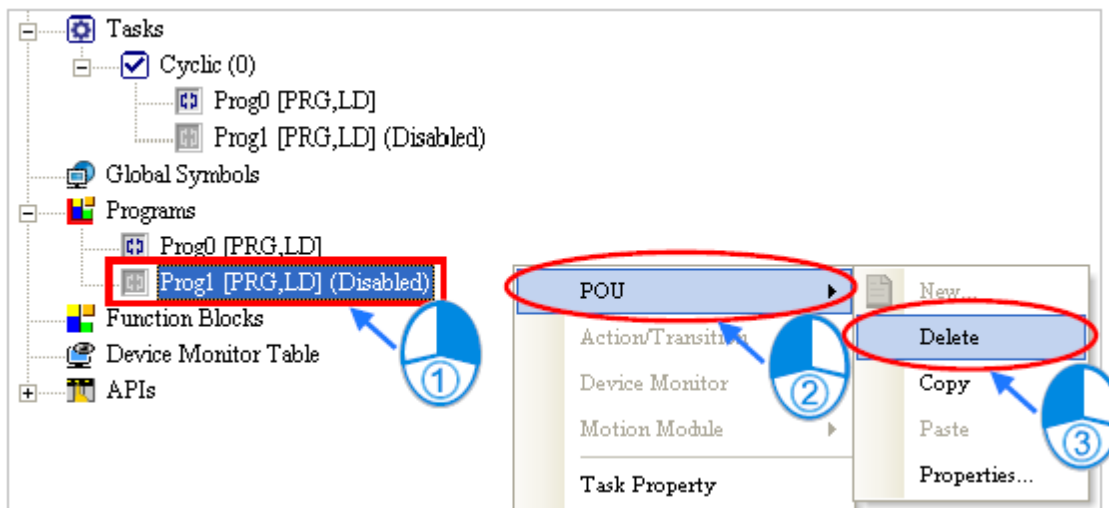 Tasks
Cyclic (0)
Prog0 [PRG,LD]
Prog1 [PRG,LD] (Disabled)
Global Symbols
Programs
Prog0 [PRG,LD]
Prog1 [PRG,LD] (Disabled)
Function Blocks
Device Monitor Table
APIs
①
POU
Action/Transition
Device Monitor
Motion Module
Task Property
②
New...
Delete
Copy
Paste
Properties...
③